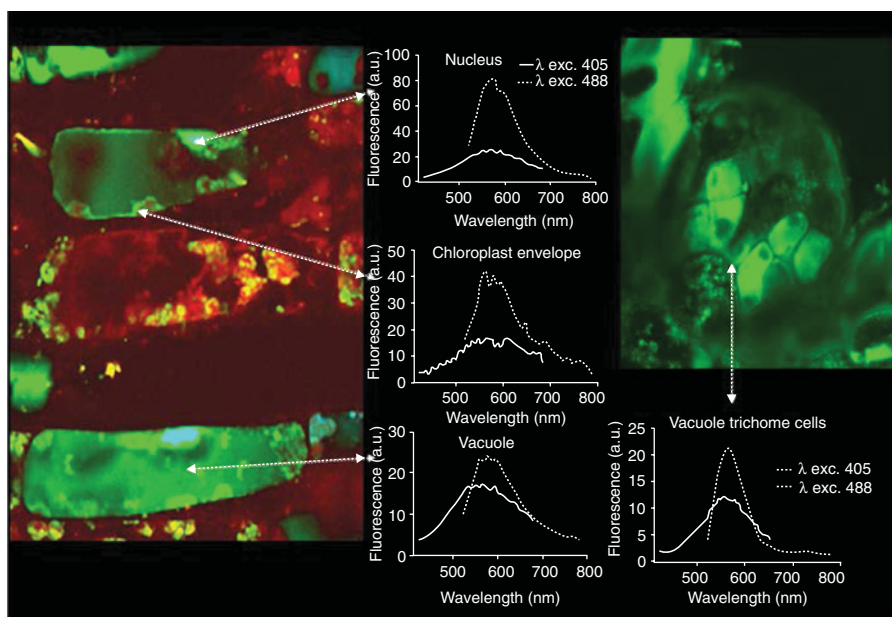 Nucleus
λ exc. 405
λ exc. 488
Fluorescence (a.u.)
100
80
60
40
20
0
500 600 700 800
Wavelength (nm)
Chloroplast envelope
Fluorescence (a.u.)
50
40
30
20
10
0
500 600 700 800
Wavelength (nm)
Vacuole
Fluorescence (a.u.)
30
20
10
0
500 600 700 800
Wavelength (nm)
Vacuole trichome cells
λ exc. 405
λ exc. 488
Fluorescence (a.u.)
25
20
15
10
5
0
500 600 700 800
Wavelength (nm)